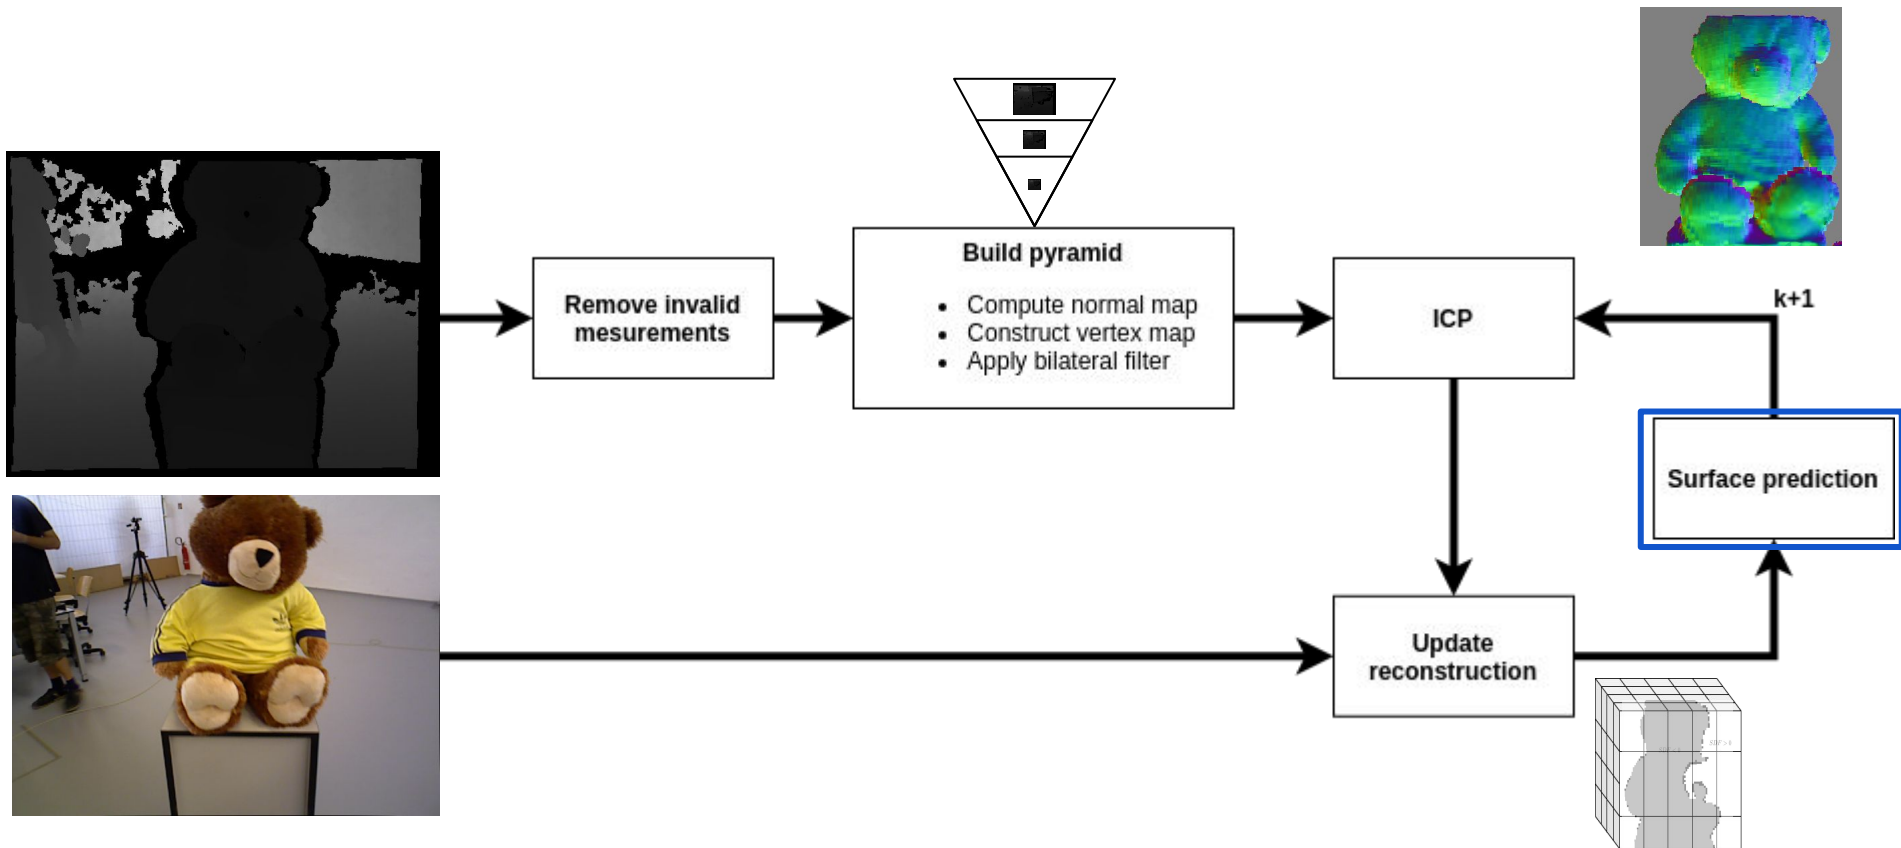 Build pyramid
Compute normal map
Construct vertex map
Apply bilateral filter
Remove invalid
mesurements
ICP
k+1
Surface prediction
Update
reconstruction